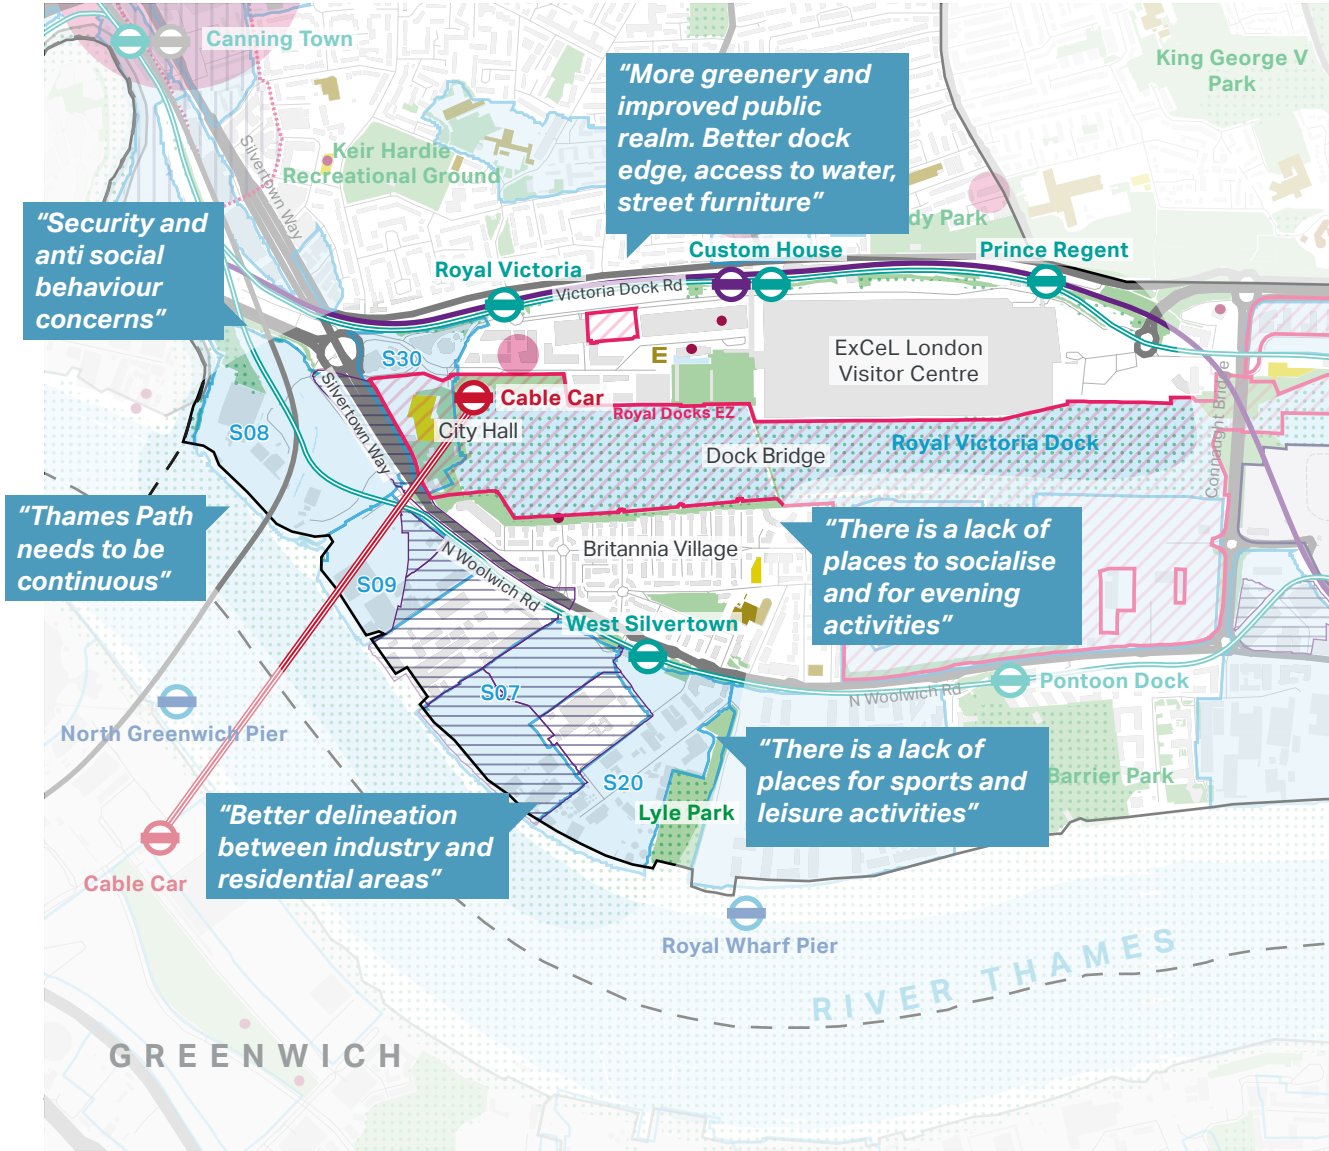 Canning Town
King George V
Park
"More greenery and
improved public
realm. Better dock
edge, access to water,
street furniture"
Silvertown Way
Keir Hardie
Recreational Ground
"Security and
anti social
behaviour
concerns"
dy Park
Custom House
Prince Regent
Royal Victoria
Victoria Dock Rd
ExCeL London
Visitor Centre
E
S30
Silvertown Way
Cable Car
Royal Docks EZ
City Hall
S08
Royal Victoria Dock
Dock Bridge
Connaught Bridge
"Thames Path
needs to be
continuous"
"There is a lack of
places to socialise
and for evening
activities"
N Woolwich Rd
Britannia Village
S09
West Silvertown
Pontoon Dock
N Woolwich Rd
S07
North Greenwich Pier
"There is a lack of
places for sports and
leisure activities"
Barrier Park
S20
Lyle Park
"Better delineation
between industry and
residential areas"
Cable Car
Royal Wharf Pier
RIVER THAMES
GREENWICH